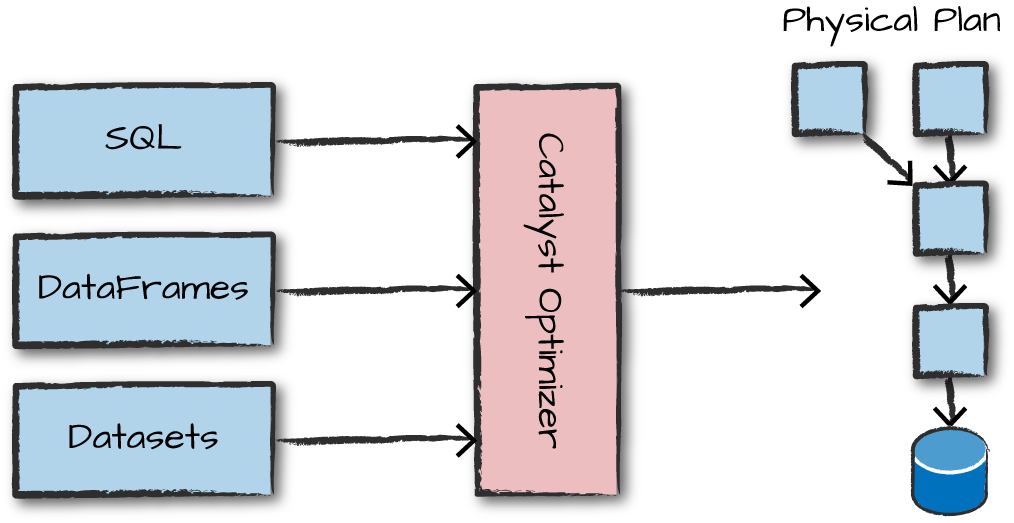 Physical Plan
SQL
DataFrames
Datasets
Catalyst Optimizer